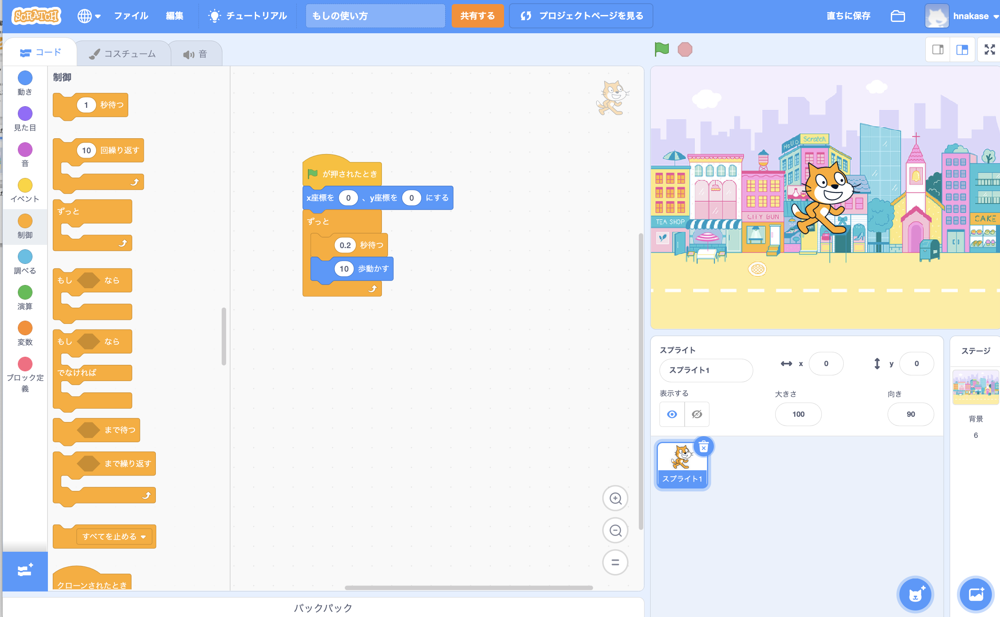 SCRATCH
ファイル
編集
チュートリアル
もしの使い方
共有する
プロジェクトページを見る
直ちに保存
hnakase
コード
コスチューム
音
動き
見た目
音
イベント
制御
調べる
演算
変数
ブロック定
義
制御
1 秒待つ
10 回繰り返す
ずっと
もし なら
もし なら
でなければ
まで待つ
まで繰り返す
すべてを止める
クローンされたとき
が押されたとき
x座標を 0 、y座標を 0 にする
ずっと
0.2 秒待つ
10 歩動かす
バックパック
HeLLO
Scratch
TEA SHOP
CITY BUN
CAKE
スプライト
スプライト1
x 0
y 0
表示する
大きさ
100
向き
90
スプライト1
ステージ
背景
6